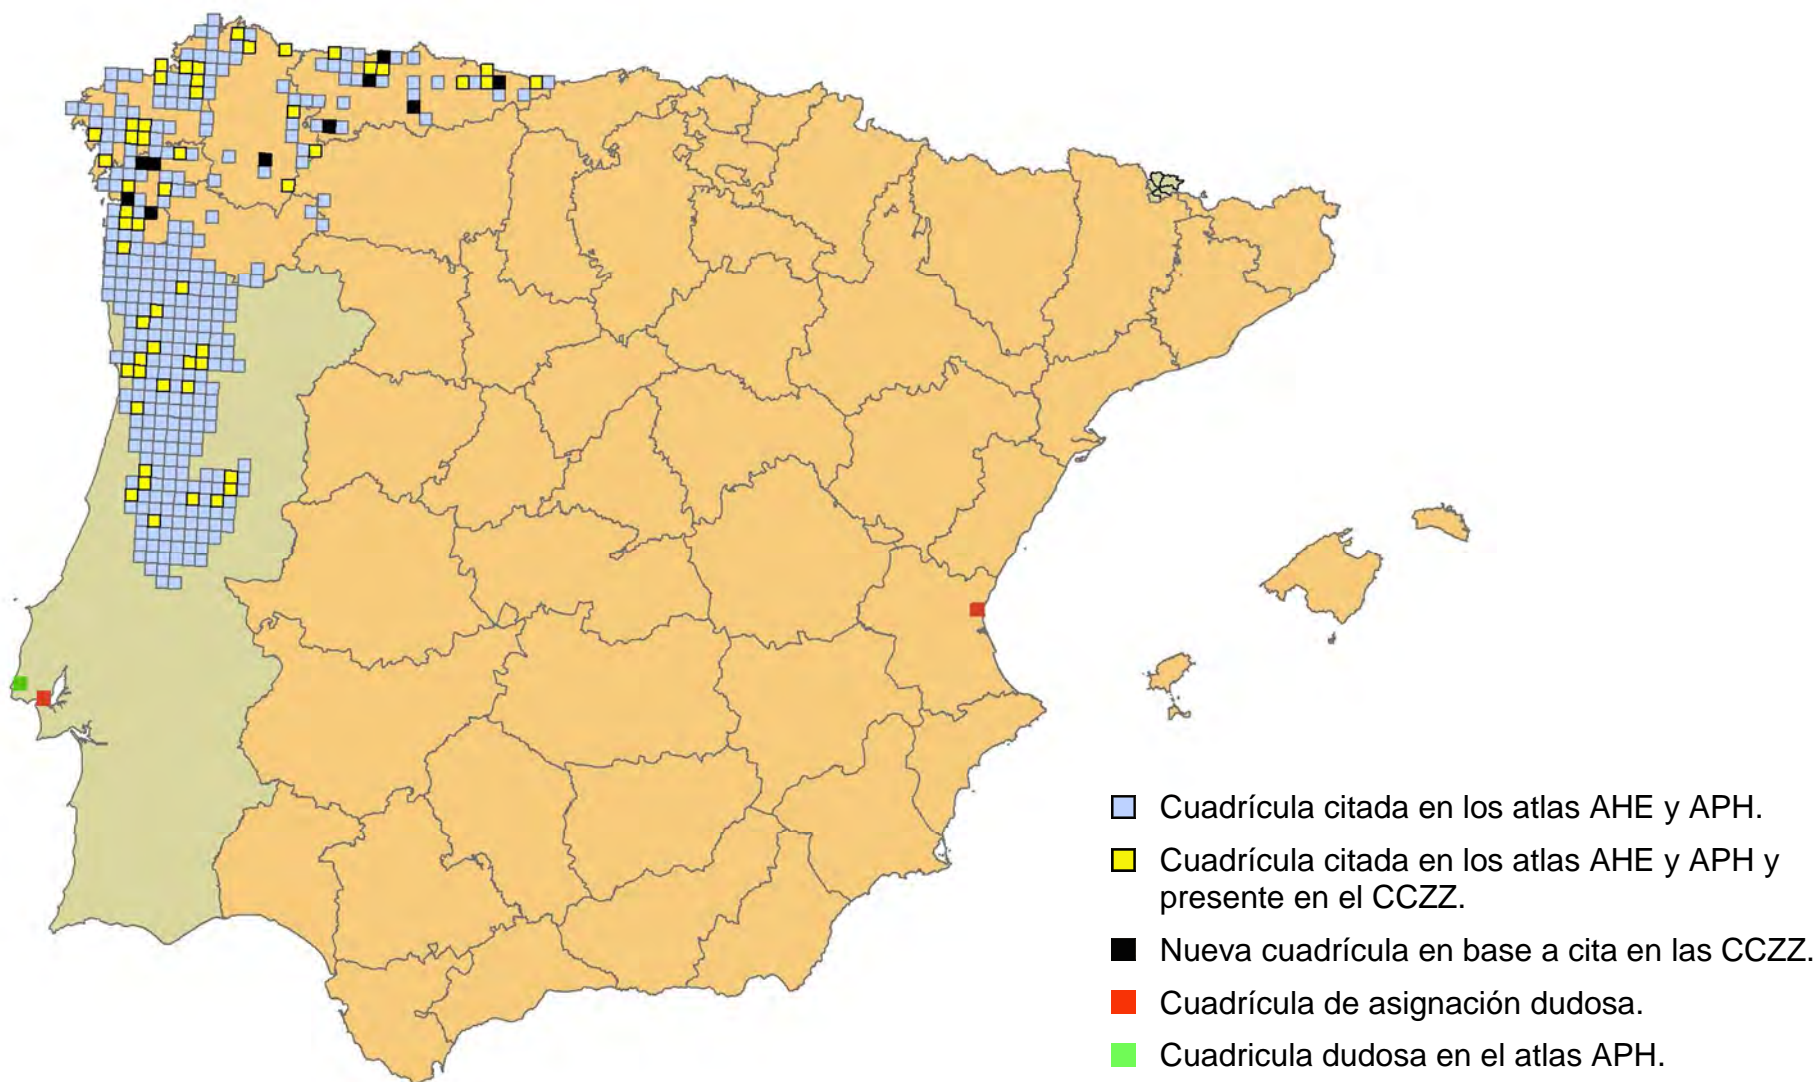 Cuadrícula citada en los atlas AHE y APH.
Cuadrícula citada en los atlas AHE y APH y
presente en el CCZZ.
Nueva cuadrícula en base a cita en las CCZZ.
Cuadrícula de asignación dudosa.
Cuadricula dudosa en el atlas APH.